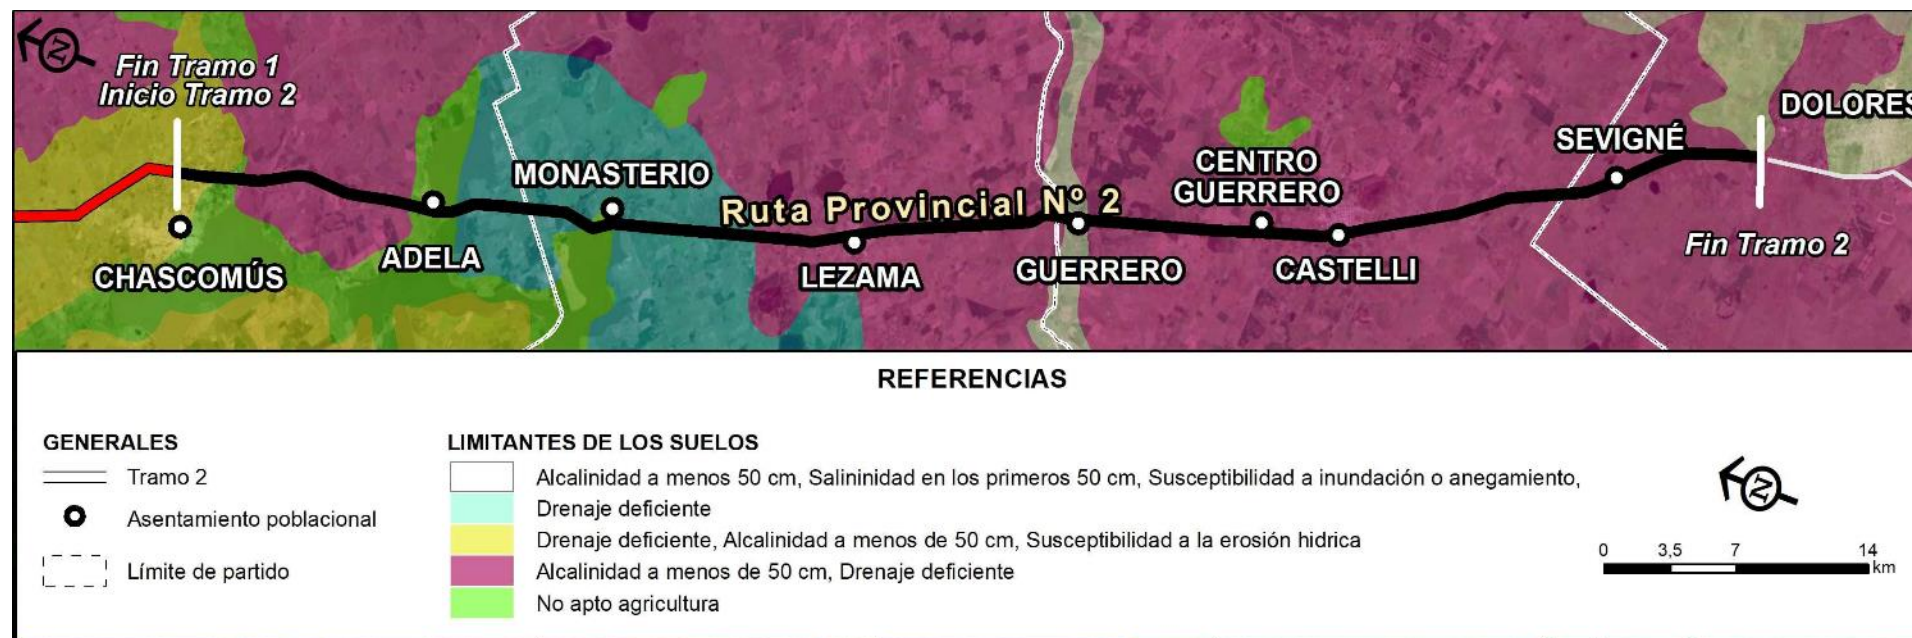 N
Fin Tramo 1
Inicio Tramo 2
CHASCOMÚS
ADELA
MONASTERIO
Ruta Provincial Nº 2
LEZAMA
GUERRERO
CENTRO
GUERRERO
CASTELLI
SEVIGNÉ
DOLORES
Fin Tramo 2
REFERENCIAS
GENERALES
Tramo 2
Asentamiento poblacional
Límite de partido
LIMITANTES DE LOS SUELOS
Alcalinidad a menos 50 cm, Salininidad en los primeros 50 cm, Susceptibilidad a inundación o anegamiento,
Drenaje deficiente
Drenaje deficiente, Alcalinidad a menos de 50 cm, Susceptibilidad a la erosión hidrica
Alcalinidad a menos de 50 cm, Drenaje deficiente
No apto agricultura
N
0 3,5 7 14
km